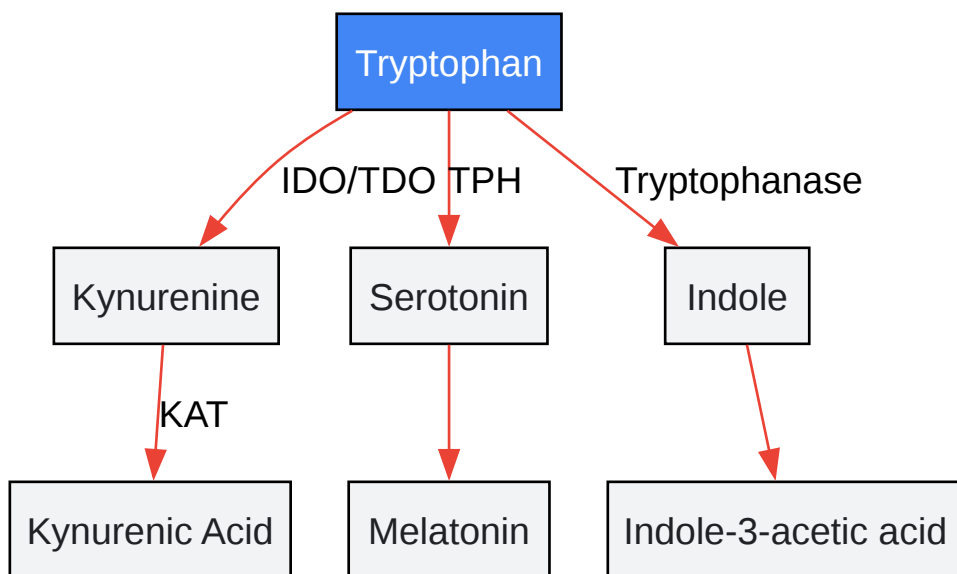 Tryptophan
IDO/TDO
TPH
Tryptophanase
Kynurenine
Serotonin
Indole
KAT
Kynurenic Acid
Melatonin
Indole-3-acetic acid